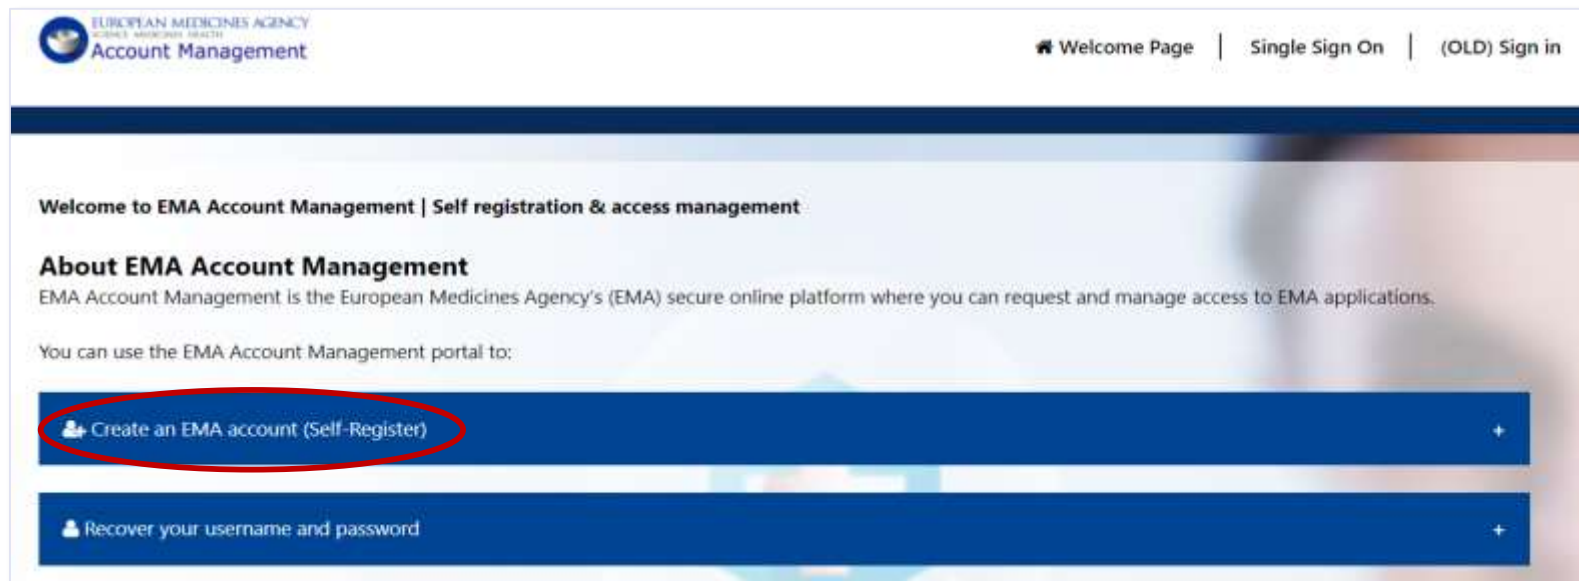 EUROPEAN MEDICINES AGENCY
SCIENCE MEDICINES HEALTH
Account Management
Welcome Page | Single Sign On | (OLD) Sign in
Welcome to EMA Account Management | Self registration & access management
About EMA Account Management
EMA Account Management is the European Medicines Agency's (EMA) secure online platform where you can request and manage access to EMA applications.
You can use the EMA Account Management portal to:
Create an EMA account (Self-Register) +
Recover your username and password +